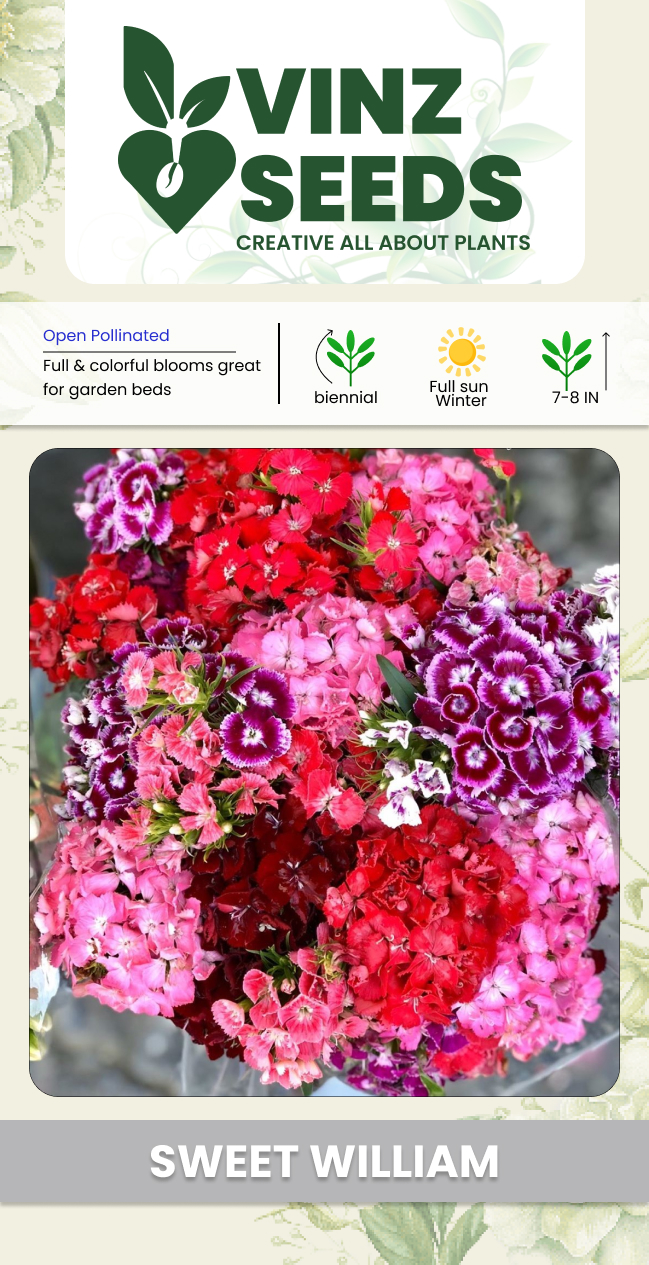 VINZ
SEEDS
CREATIVE ALL ABOUT PLANTS
Open Pollinated
Full & colorful blooms great
for garden beds
biennial
Full sun
Winter
7-8 IN
SWEET WILLIAM